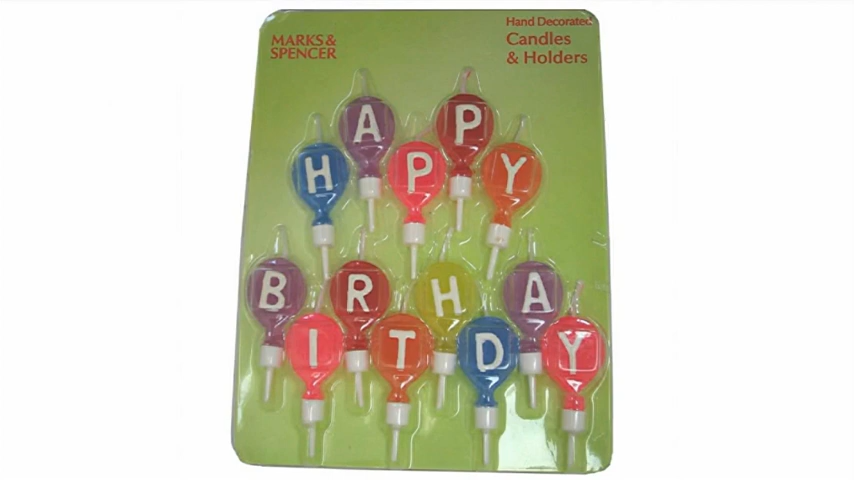 MARKS &
SPENCER
Hand Decorated
Candles
& Holders
HAPPY
BIRTHDAY